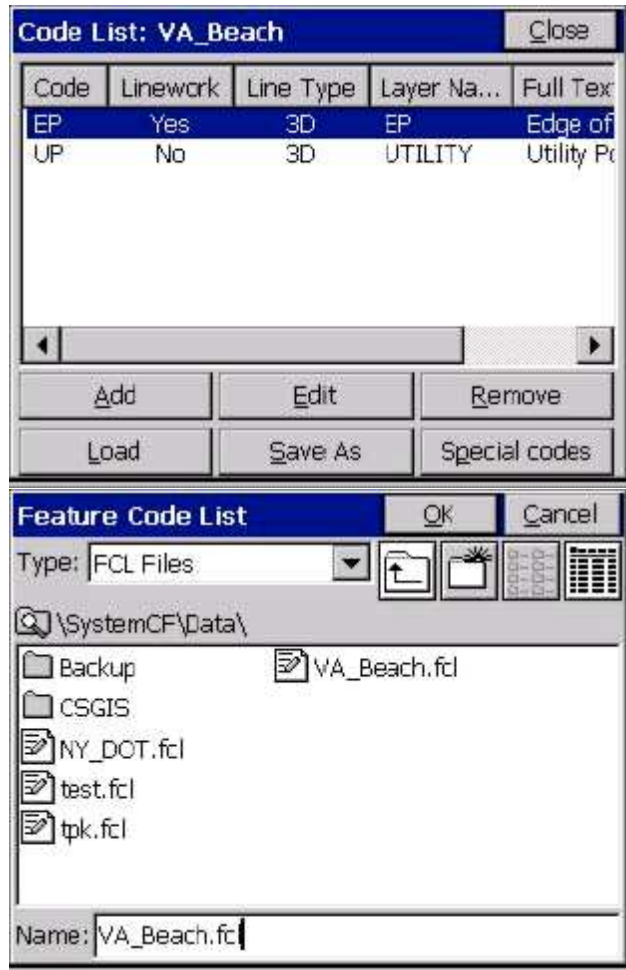 Code List: VA_Beach Close
Code Linework Line Type Layer Na... Full Tex
EP Yes 3D EP Edge of
UP No 3D UTILITY Utility Po
Add Edit Remove
Load Save As Special codes
Feature Code List OK Cancel
Type: FCL Files
\SystemCF\Data\
Backup VA_Beach.fcl
CSGIS
NY_DOT.fcl
test.fcl
tpk.fcl
Name: VA_Beach.fcl